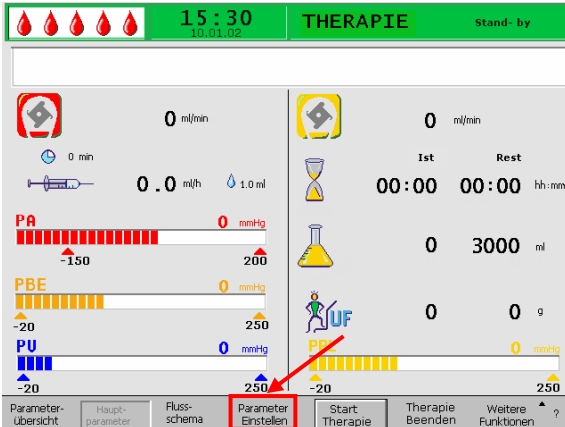 15:30
10.01.02
THERAPIE
Stand- by
0 ml/min
0 ml/min
0 min
Ist Rest
0.0 ml/h
1.0 ml
00:00 00:00 hh:mm
PA 0 mmHg
-150 200
0 3000 ml
PBE 0 mmHg
-20 250
UF 0 0 g
PV 0 mmHg
-20 250
PPL 0 mmHg
-20 250
Parameter-
übersicht
Haupt-
parameter
Fluss-
schema
Parameter
Einstellen
Start
Therapie
Therapie
Beenden
Weitere
Funktionen
?